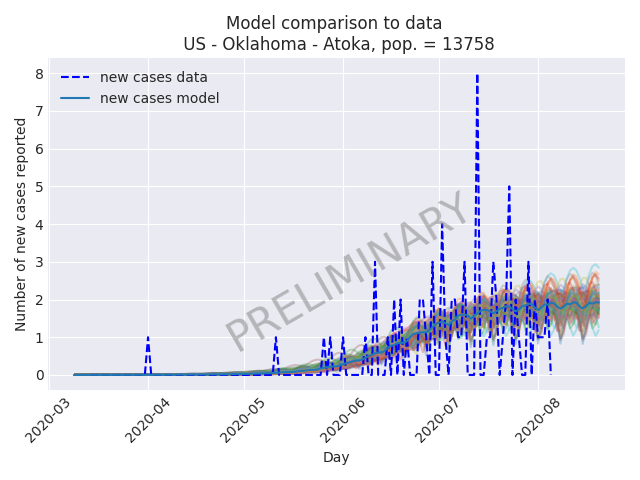 Model comparison to data
US - Oklahoma - Atoka, pop. = 13758
new cases data
new cases model
8
7
6
5
4
3
2
1
0
Number of new cases reported
PRELIMINARY
2020-03
2020-04
2020-05
2020-06
2020-07
2020-08
Day